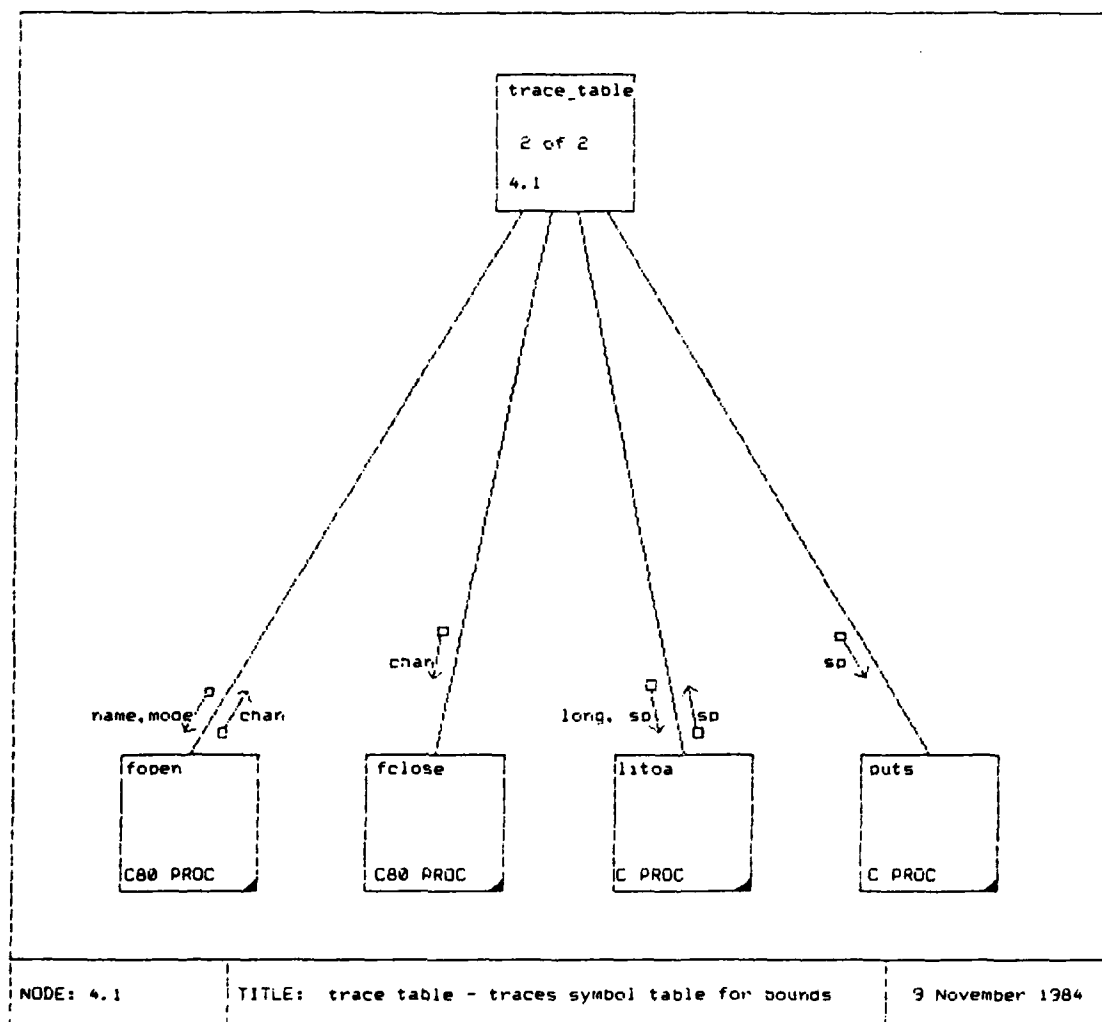 trace_table
2 of 2
4.1
chan
sp
name,mode
chan
long, sp
sp
fopen
fclose
litoa
puts
C80 PROC
C80 PROC
C PROC
C PROC
NODE: 4.1
TITLE: trace table - traces symbol table for bounds
9 November 1984